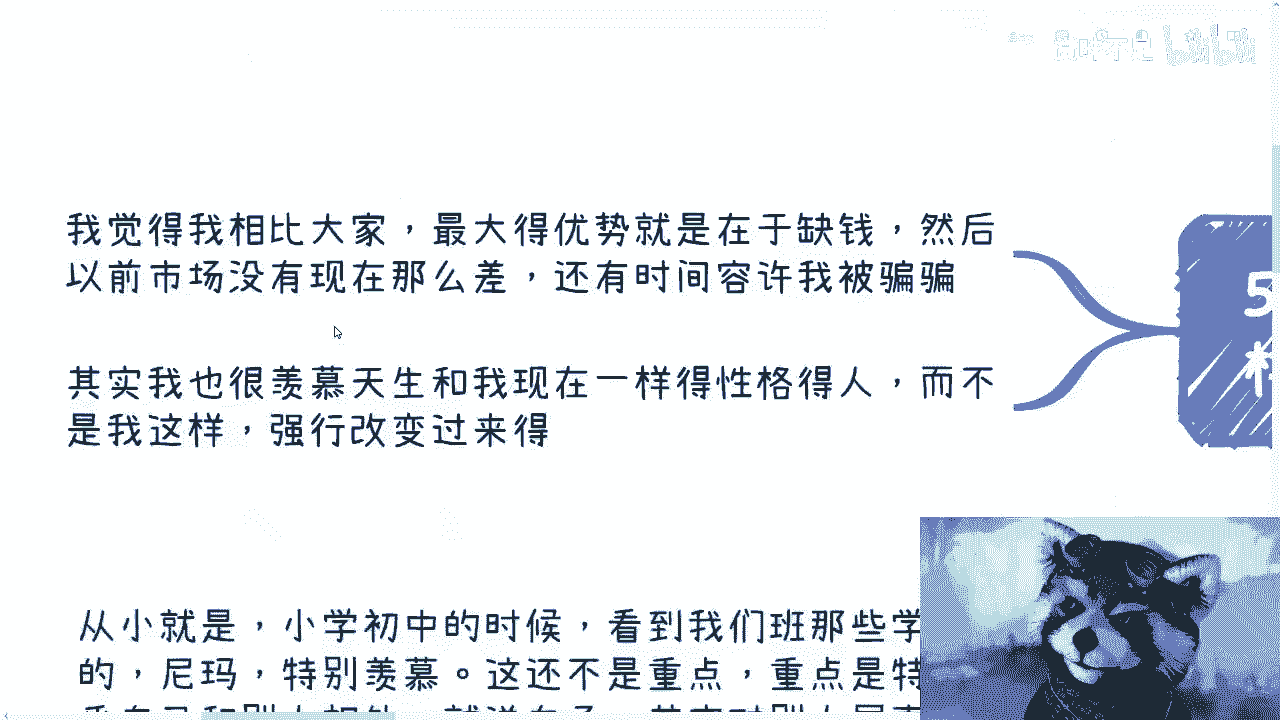 我觉得我相比大家，最大得优势就是在于缺钱，然后
以前市场没有现在那么差，还有时间容许我被骗骗
5
其实我也很羡慕天生和我现在一样得性格得人，而不
是我这样，强行改变过来得
从小就是，小学初中的时候，看到我们班那些学
的，尼玛，特别羡慕。这还不是重点，重点是特